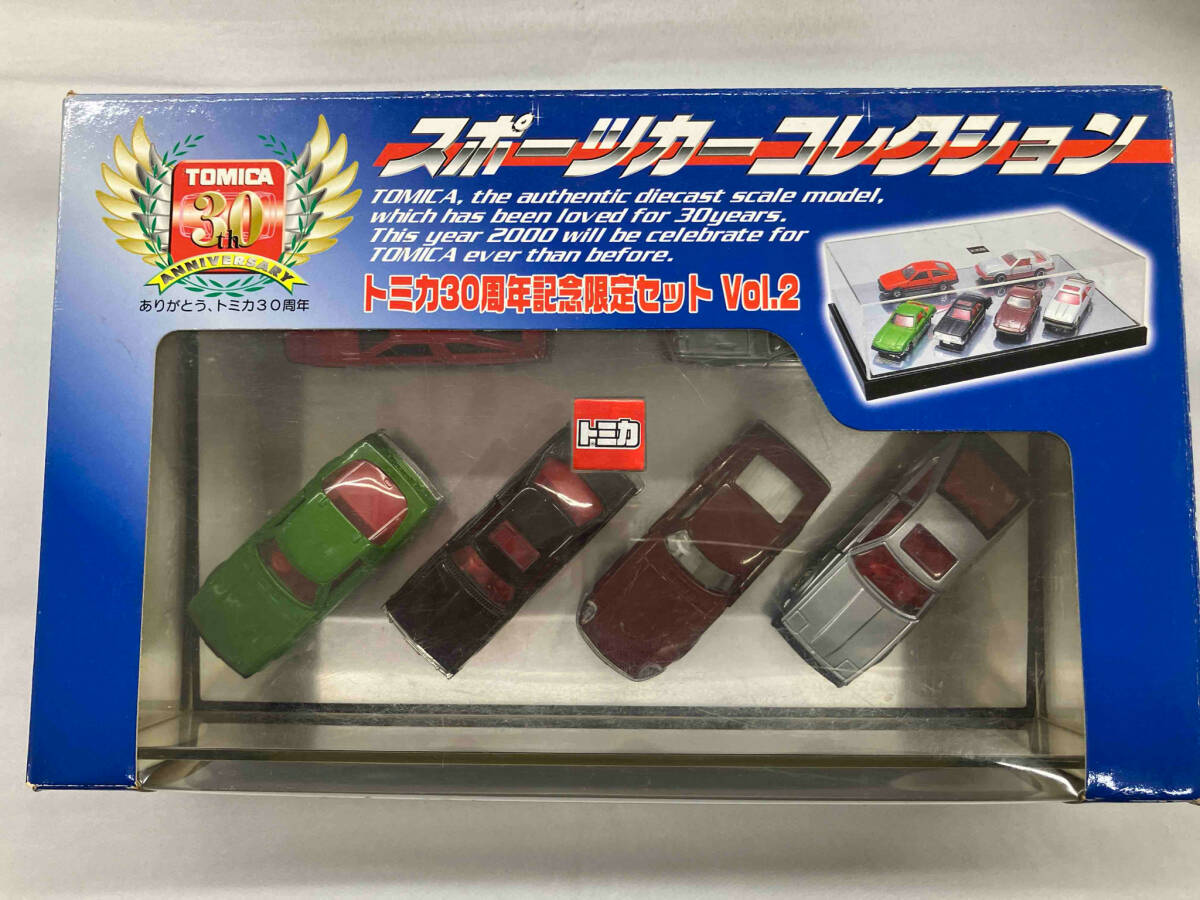 スポーツカーコレクション
TOMICA
30th
ANNIVERSARY
ありがとう、トミカ30周年
TOMICA, the authentic diecast scale model,
which has been loved for 30years.
This year 2000 will be celebrate for
TOMICA ever than before.
トミカ30周年記念限定セット Vol.2
トミカ